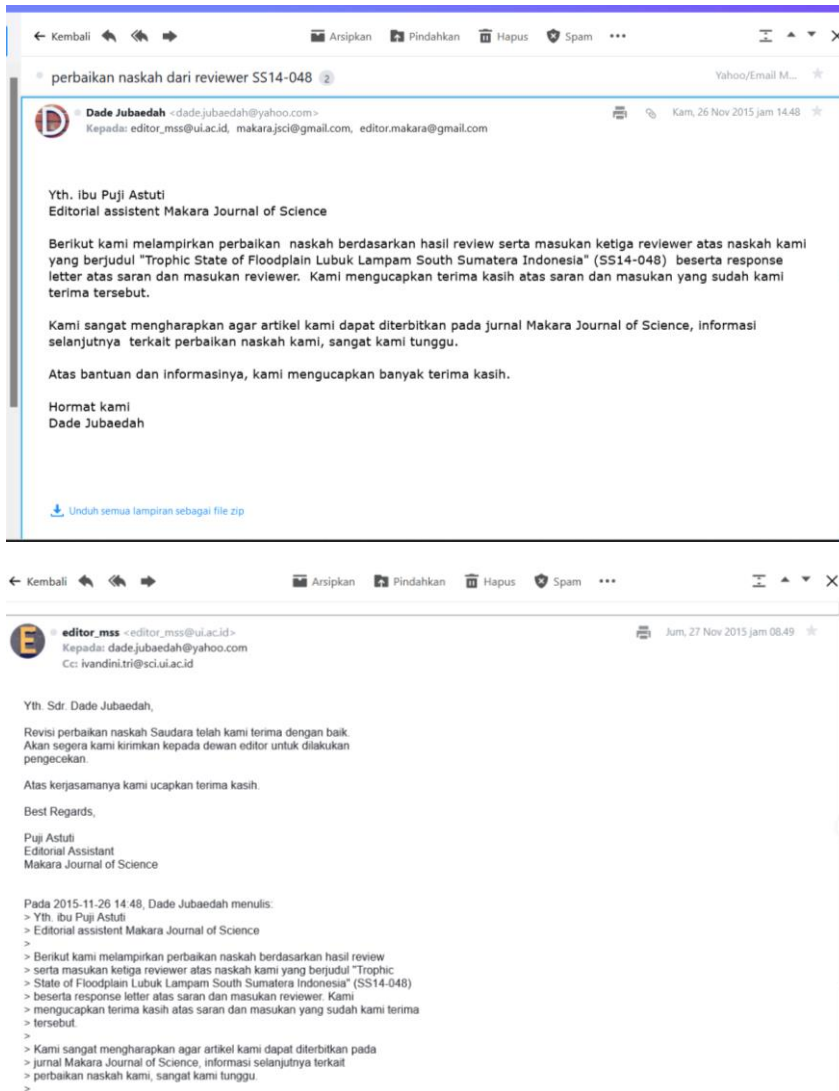 ← Kembali Arsipkan Pindahkan Hapus Spam
perbaikan naskah dari reviewer SS14-048 2 Yahoo/Email M...
Dade Jubaedah <dade.jubaedah@yahoo.com> Kam, 26 Nov 2015 jam 14.48
Kepada: editor_mss@ui.ac.id, makara.jsci@gmail.com, editor.makara@gmail.com
Yth. ibu Puji Astuti
Editorial assistent Makara Journal of Science
Berikut kami melampirkan perbaikan naskah berdasarkan hasil review serta masukan ketiga reviewer atas naskah kami
yang berjudul "Trophic State of Floodplain Lubuk Lampam South Sumatera Indonesia" (SS14-048) beserta response
letter atas saran dan masukan reviewer. Kami mengucapkan terima kasih atas saran dan masukan yang sudah kami
terima tersebut.
Kami sangat mengharapkan agar artikel kami dapat diterbitkan pada jurnal Makara Journal of Science, informasi
selanjutnya terkait perbaikan naskah kami, sangat kami tunggu.
Atas bantuan dan informasinya, kami mengucapkan banyak terima kasih.
Hormat kami
Dade Jubaedah
Unduh semua lampiran sebagai file zip
← Kembali Arsipkan Pindahkan Hapus Spam
E editor_mss <editor_mss@ui.ac.id> Jum, 27 Nov 2015 jam 08.49
Kepada: dade.jubaedah@yahoo.com
Cc: ivandini.tri@sci.ui.ac.id
Yth. Sdr. Dade Jubaedah,
Revisi perbaikan naskah Saudara telah kami terima dengan baik.
Akan segera kami kirimkan kepada dewan editor untuk dilakukan
pengecekan.
Atas kerjasamanya kami ucapkan terima kasih.
Best Regards,
Puji Astuti
Editorial Assistant
Makara Journal of Science
Pada 2015-11-26 14:48, Dade Jubaedah menulis:
> Yth. ibu Puji Astuti
> Editorial assistent Makara Journal of Science
>
> Berikut kami melampirkan perbaikan naskah berdasarkan hasil review
> serta masukan ketiga reviewer atas naskah kami yang berjudul "Trophic
> State of Floodplain Lubuk Lampam South Sumatera Indonesia" (SS14-048)
> beserta response letter atas saran dan masukan reviewer. Kami
> mengucapkan terima kasih atas saran dan masukan yang sudah kami terima
> tersebut.
>
> Kami sangat mengharapkan agar artikel kami dapat diterbitkan pada
> jurnal Makara Journal of Science, informasi selanjutnya terkait
> perbaikan naskah kami, sangat kami tunggu.
>